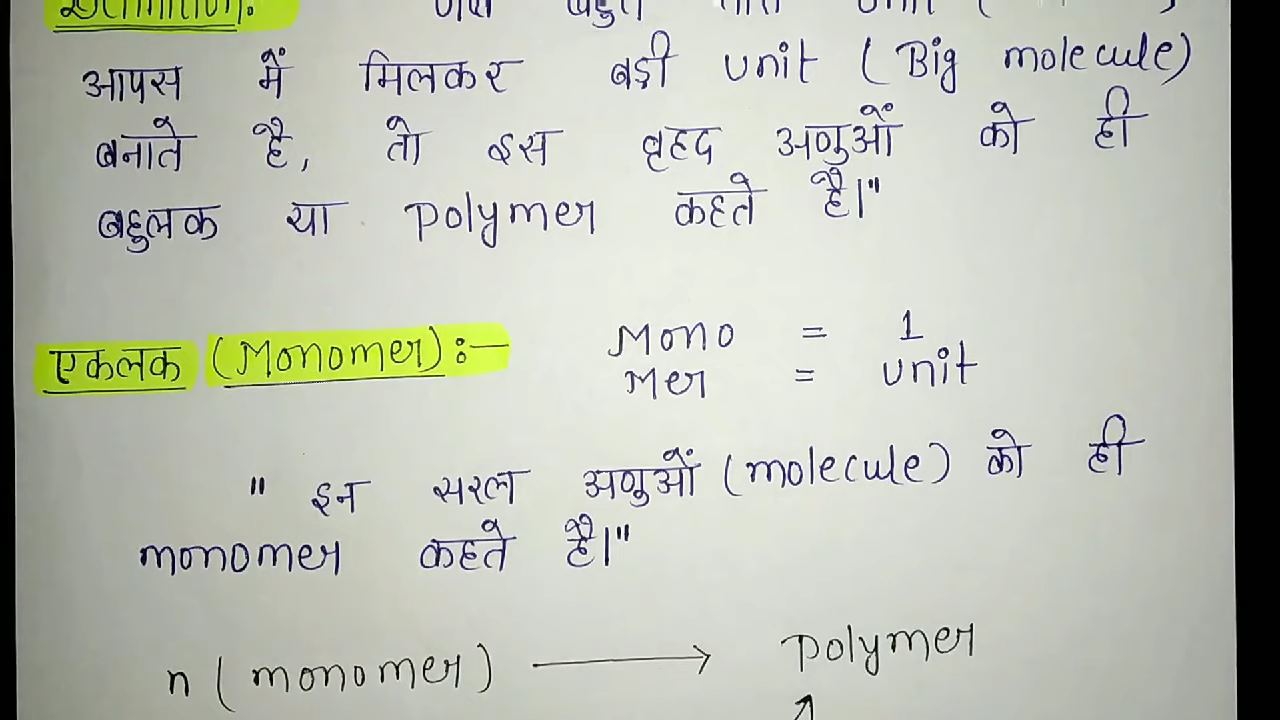 Definition:
आपस में मिलकर बड़ी unit (Big molecule)
बनाते है, तो इस वृहद अणुओं को ही
बहुलक या polymer कहते है।"
एकलक (Monomer) :-
Mono = 1
Mer = unit
" इन सरल अणुओं (molecule) को ही
monomer कहते है।"
n (monomer) ⟶ polymer
↑